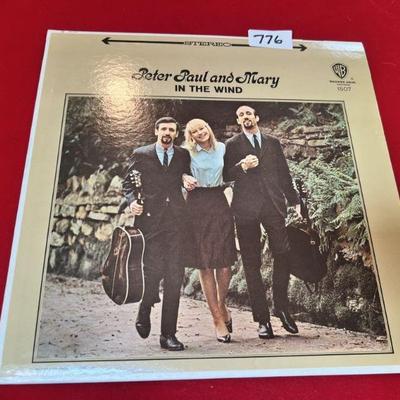 STEREO
776
Peter Paul and Mary
IN THE WIND
WB
1507